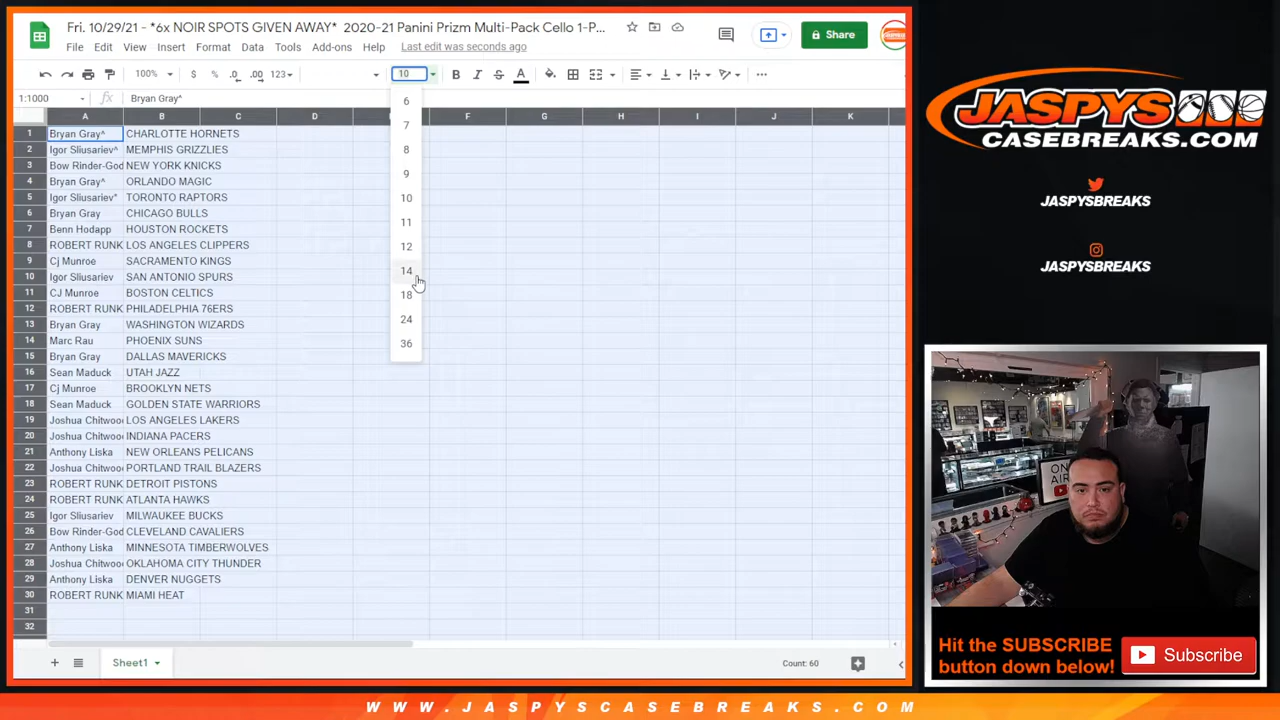 Fri. 10/29/21 - *6x NOIR SPOTS GIVEN AWAY* 2020-21 Panini Prizm Multi-Pack Cello 1-P...
File Edit View Insert Format Data Tools Add-ons Help Last edit was seconds ago
Share
100% $ % .0 .00 123 10 B I S A
1:1000 fx Bryan Gray^
A B C D F G H I J K
1 Bryan Gray^ CHARLOTTE HORNETS
2 Igor Sliusariev^ MEMPHIS GRIZZLIES
3 Bow Rinder-God NEW YORK KNICKS
4 Bryan Gray^ ORLANDO MAGIC
5 Igor Sliusariev* TORONTO RAPTORS
6 Bryan Gray CHICAGO BULLS
7 Benn Hodapp HOUSTON ROCKETS
8 ROBERT RUNK LOS ANGELES CLIPPERS
9 Cj Munroe SACRAMENTO KINGS
10 Igor Sliusariev SAN ANTONIO SPURS
11 CJ Munroe BOSTON CELTICS
12 ROBERT RUNK PHILADELPHIA 76ERS
13 Bryan Gray WASHINGTON WIZARDS
14 Marc Rau PHOENIX SUNS
15 Bryan Gray DALLAS MAVERICKS
16 Sean Maduck UTAH JAZZ
17 Cj Munroe BROOKLYN NETS
18 Sean Maduck GOLDEN STATE WARRIORS
19 Joshua Chitwoo LOS ANGELES LAKERS
20 Joshua Chitwoo INDIANA PACERS
21 Anthony Liska NEW ORLEANS PELICANS
22 Joshua Chitwoo PORTLAND TRAIL BLAZERS
23 ROBERT RUNK DETROIT PISTONS
24 ROBERT RUNK ATLANTA HAWKS
25 Igor Sliusariev MILWAUKEE BUCKS
26 Bow Rinder-God CLEVELAND CAVALIERS
27 Anthony Liska MINNESOTA TIMBERWOLVES
28 Joshua Chitwoo OKLAHOMA CITY THUNDER
29 Anthony Liska DENVER NUGGETS
30 ROBERT RUNK MIAMI HEAT
31
32
6
7
8
9
10
11
12
14
18
24
36
Sheet1
Count: 60
JASPYS
CASEBREAKS.COM
JASPYSBREAKS
JASPYSBREAKS
ON
AIR
Hit the SUBSCRIBE
button down below!
Subscribe
WWW.JASPYSCASEBREAKS.COM